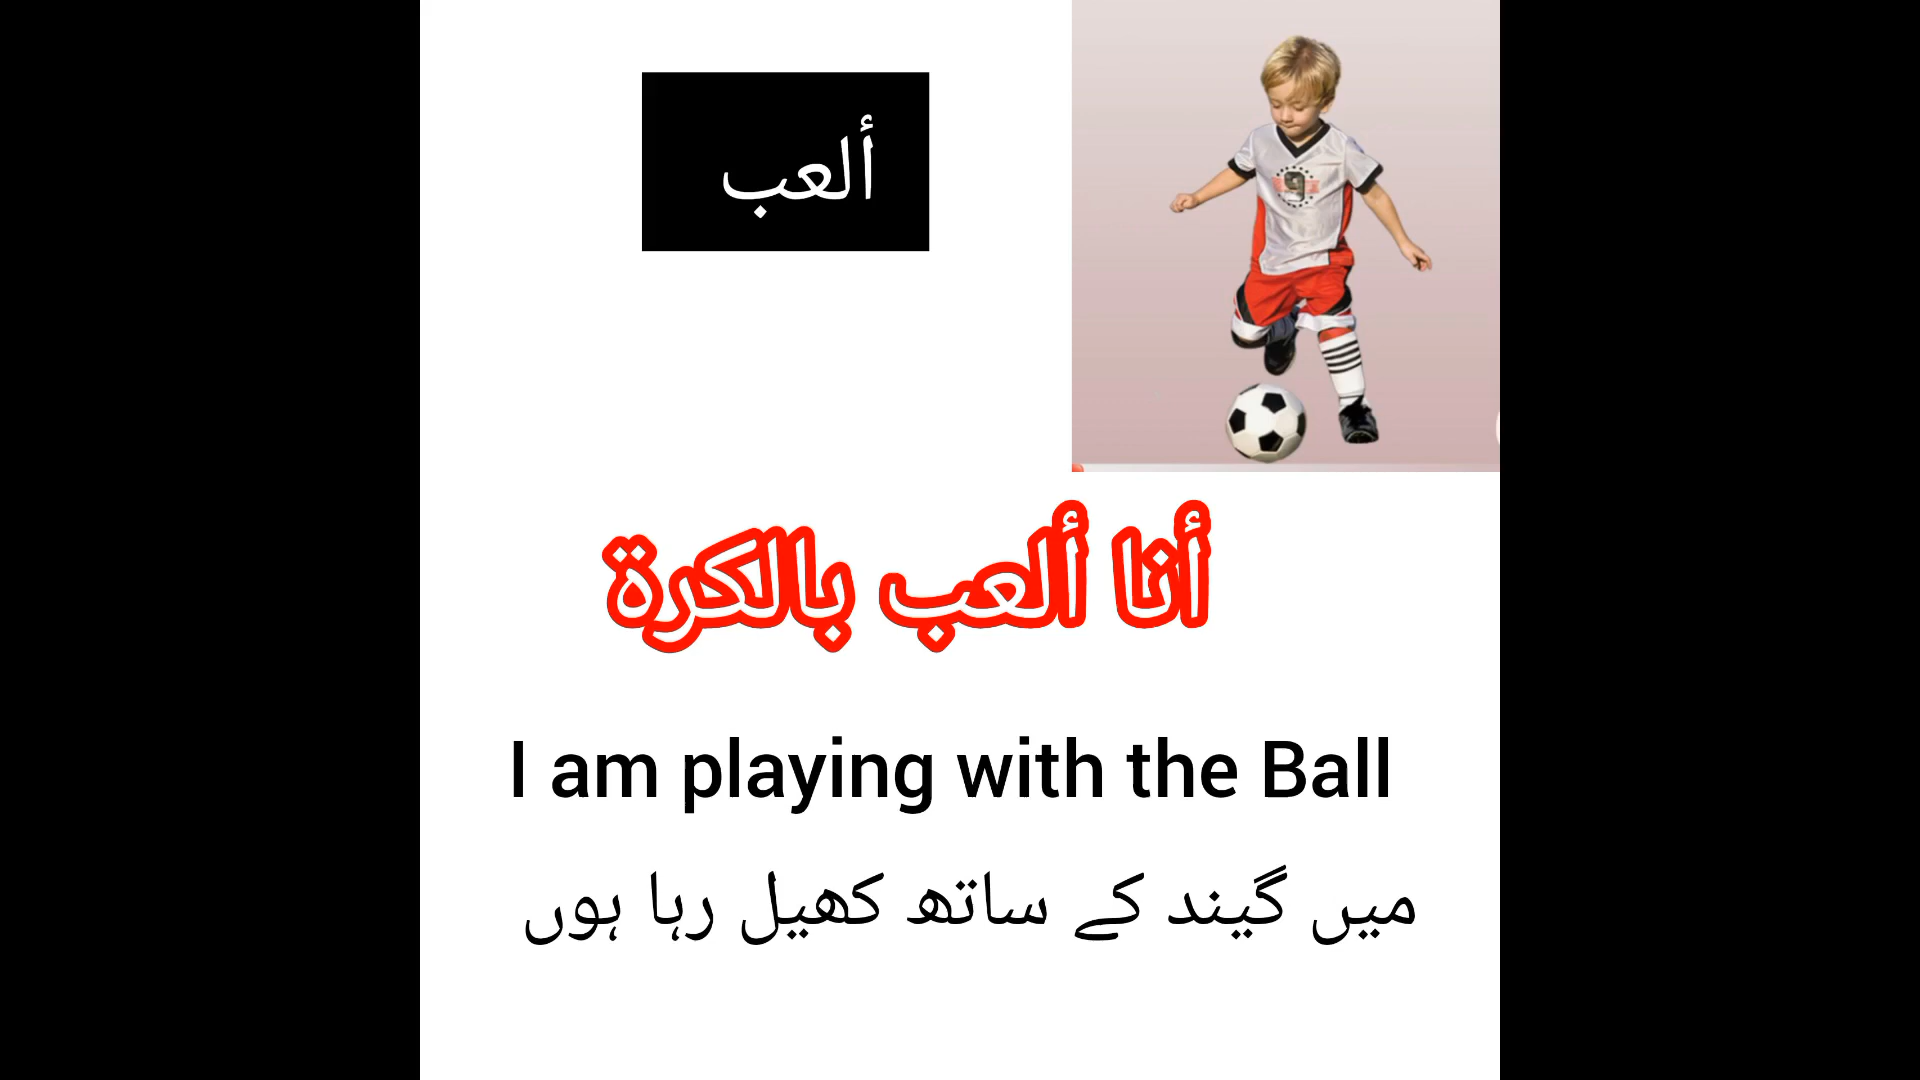 ألعب
أنا ألعب بالكرة
I am playing with the Ball
میں گیند کے ساتھ کھیل رہا ہوں